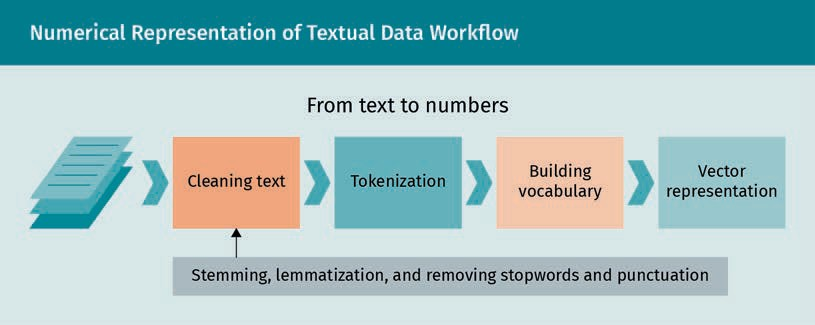 Numerical Representation of Textual Data Workflow
From text to numbers
Cleaning text
Tokenization
Building
vocabulary
Vector
representation
Stemming, lemmatization, and removing stopwords and punctuation